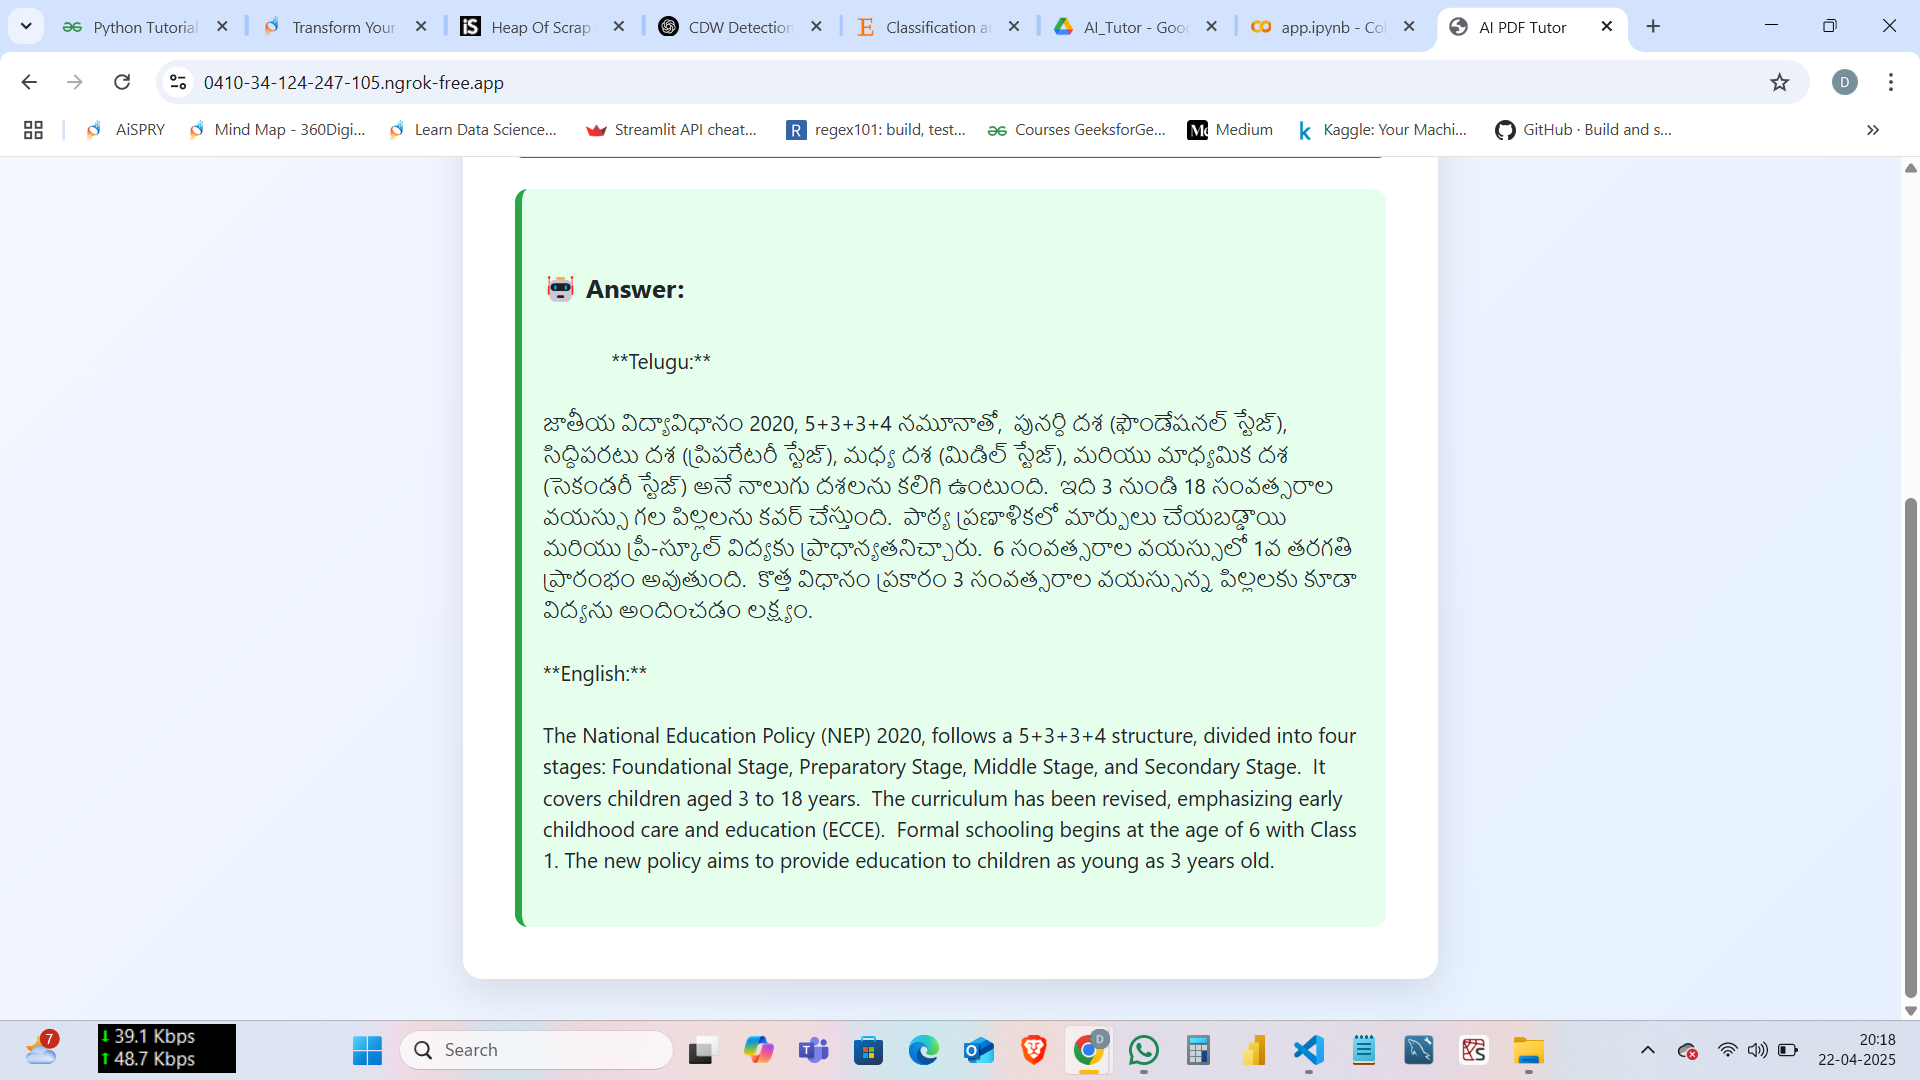 Python Tutorial
Transform Your
Heap Of Scrap
CDW Detection
Classification a
AI_Tutor - Goo
app.ipynb - Co
AI PDF Tutor
0410-34-124-247-105.ngrok-free.app
D
AiSPRY
Mind Map - 360Digi...
Learn Data Science...
Streamlit API cheat...
regex101: build, test...
Courses GeeksforGe...
Medium
Kaggle: Your Machi...
GitHub · Build and s...
Answer:
**Telugu:**
జాతీయ విద్యావిధానం 2020, 5+3+3+4 నమూనాతో, పునర్ధి దశ (ఫౌండేషనల్ స్టేజ్),
సిద్ధిపరటు దశ (ప్రిపరేటరీ స్టేజ్), మధ్య దశ (మిడిల్ స్టేజ్), మరియు మాధ్యమిక దశ
(సెకండరీ స్టేజ్) అనే నాలుగు దశలను కలిగి ఉంటుంది. ఇది 3 నుండి 18 సంవత్సరాల
వయస్సు గల పిల్లలను కవర్ చేస్తుంది. పాఠ్య ప్రణాళికలో మార్పులు చేయబడ్డాయి
మరియు ప్రీ-స్కూల్ విద్యకు ప్రాధాన్యతనిచ్చారు. 6 సంవత్సరాల వయస్సులో 1వ తరగతి
ప్రారంభం అవుతుంది. కొత్త విధానం ప్రకారం 3 సంవత్సరాల వయస్సున్న పిల్లలకు కూడా
విద్యను అందించడం లక్ష్యం.
**English:**
The National Education Policy (NEP) 2020, follows a 5+3+3+4 structure, divided into four
stages: Foundational Stage, Preparatory Stage, Middle Stage, and Secondary Stage. It
covers children aged 3 to 18 years. The curriculum has been revised, emphasizing early
childhood care and education (ECCE). Formal schooling begins at the age of 6 with Class
1. The new policy aims to provide education to children as young as 3 years old.
7
39.1 Kbps
48.7 Kbps
Search
20:18
22-04-2025